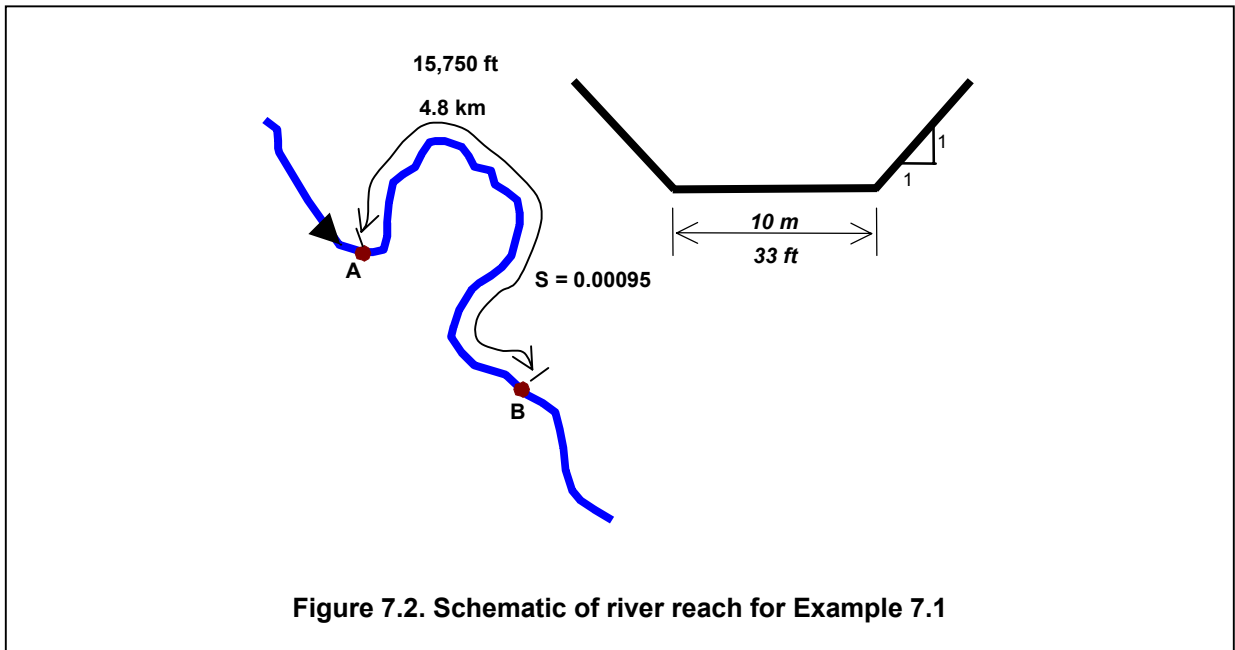 15,750 ft
4.8 km
A
S = 0.00095
B
1
1
10 m
33 ft
Figure 7.2. Schematic of river reach for Example 7.1